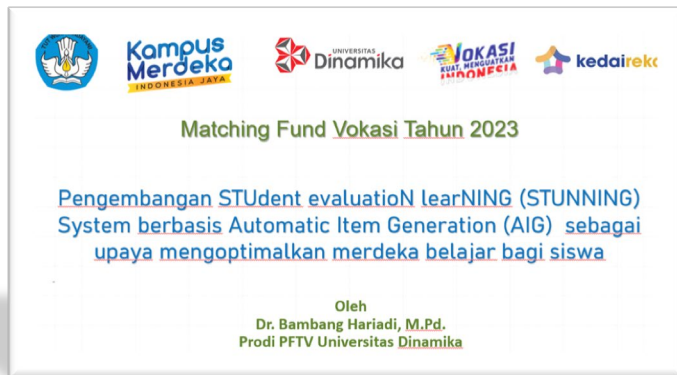 Kampus
Merdeka
INDONESIA JAYA
UNIVERSITAS
Dinamika
VOKASI
KUAT, MENGUATKAN
INDONESIA
kedaireka
Matching Fund Vokasi Tahun 2023
Pengembangan STUdent evaluatioN learNING (STUNNING)
System berbasis Automatic Item Generation (AIG) sebagai
upaya mengoptimalkan merdeka belajar bagi siswa
Oleh
Dr. Bambang Hariadi, M.Pd.
Prodi PFTV Universitas Dinamika